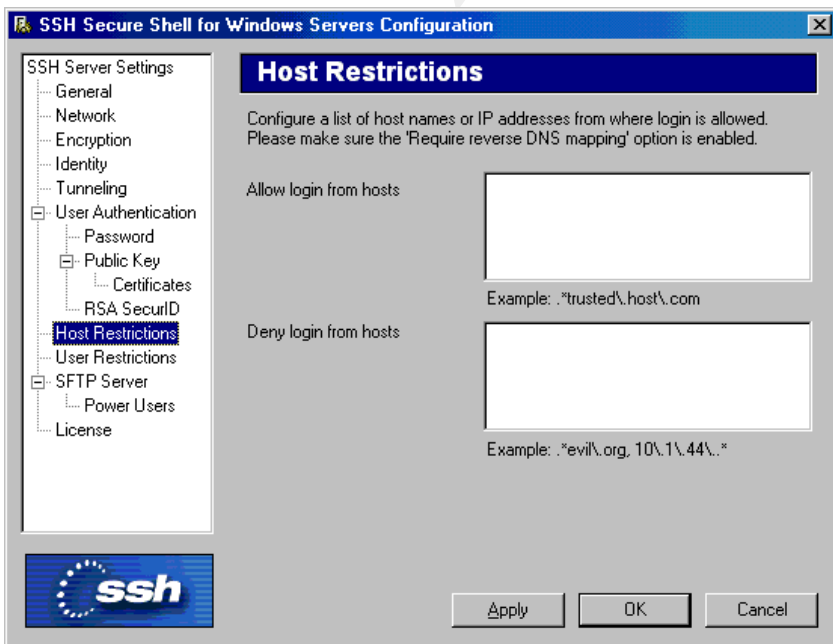 SSH Secure Shell for Windows Servers Configuration
SSH Server Settings
General
Network
Encryption
Identity
Tunneling
User Authentication
Password
Public Key
Certificates
RSA SecurID
Host Restrictions
User Restrictions
SFTP Server
Power Users
License
ssh
Host Restrictions
Configure a list of host names or IP addresses from where login is allowed.
Please make sure the 'Require reverse DNS mapping' option is enabled.
Allow login from hosts
Example: .*trusted\.host\.com
Deny login from hosts
Example: .*evil\.org, 10\.1\.44\..*
Apply
OK
Cancel